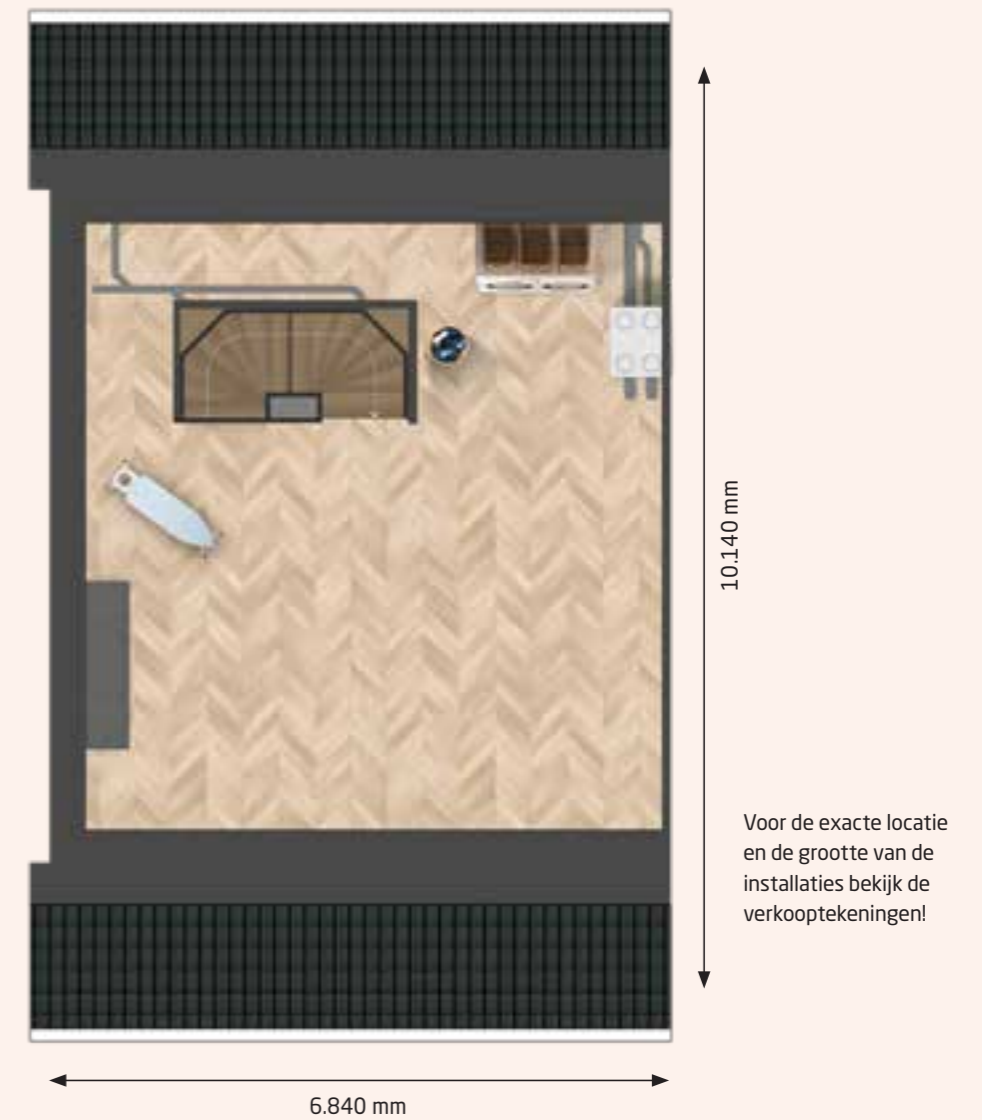 10.140 mm
Voor de exacte locatie
en de grootte van de
installaties bekijk de
verkooptekeningen!
6.840 mm